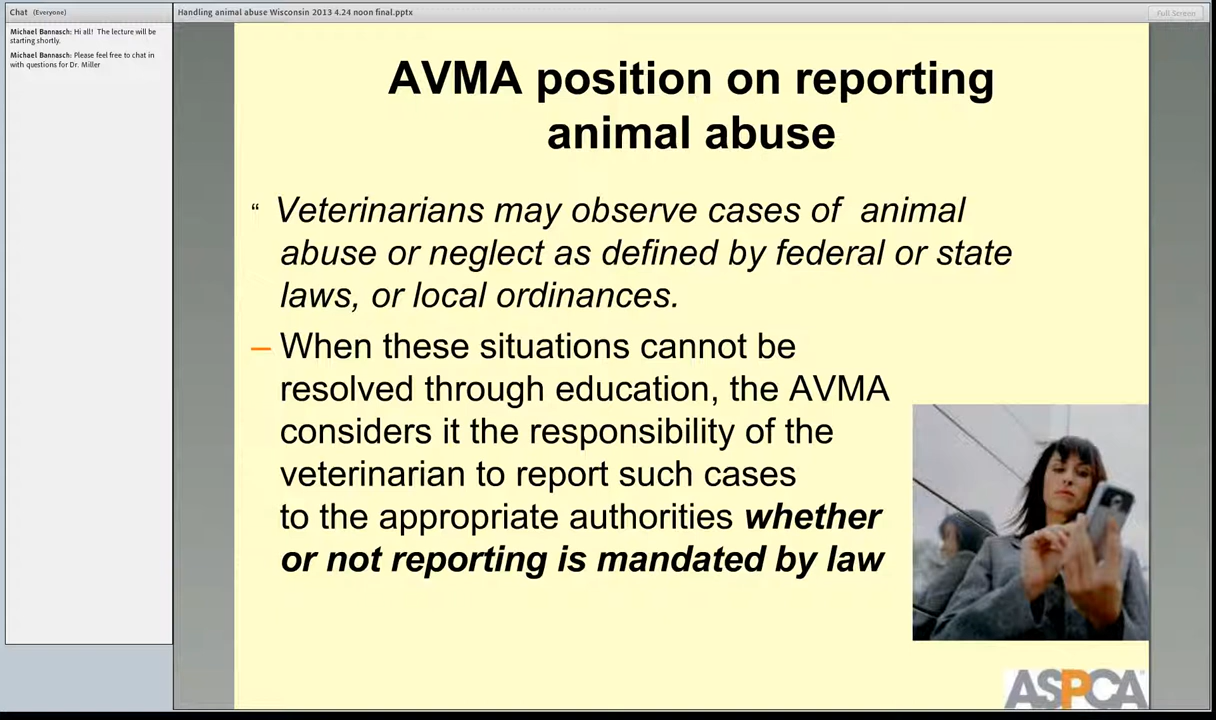 Chat (Everyone)
Michael Bannasch: Hi all! The lecture will be
starting shortly.
Michael Bannasch: Please feel free to chat in
with questions for Dr. Miller
Handling animal abuse Wisconsin 2013 4.24 noon final.pptx
Full Screen
AVMA position on reporting
animal abuse
“ Veterinarians may observe cases of animal
abuse or neglect as defined by federal or state
laws, or local ordinances.
– When these situations cannot be
resolved through education, the AVMA
considers it the responsibility of the
veterinarian to report such cases
to the appropriate authorities whether
or not reporting is mandated by law
ASPCA